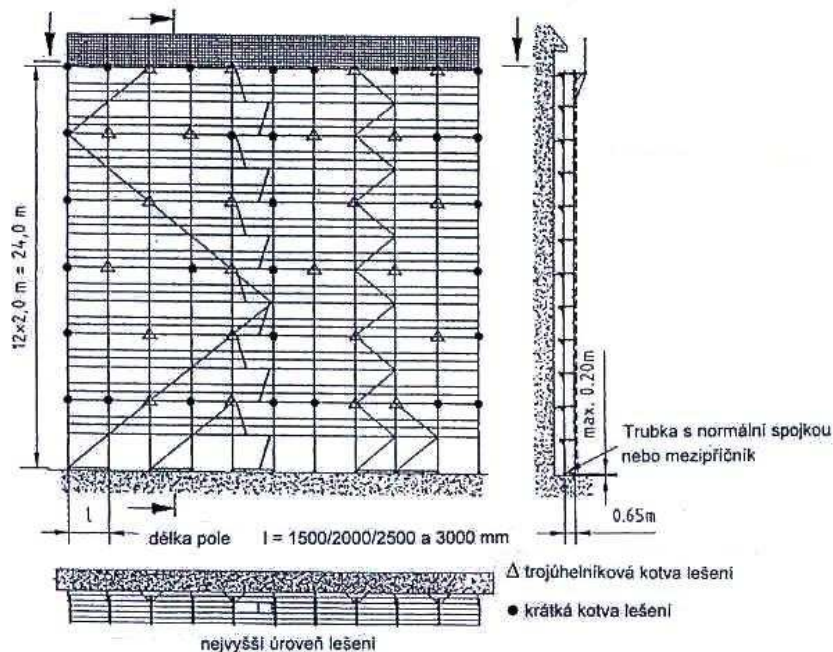 12×2,0 m = 24,0 m
max. 0.20m
Trubka s normální spojkou
nebo mezipříčník
0.65m
l
délka pole l = 1500/2000/2500 a 3000 mm
△ trojúhelníková kotva lešení
● krátká kotva lešení
nejvyšší úroveň lešení